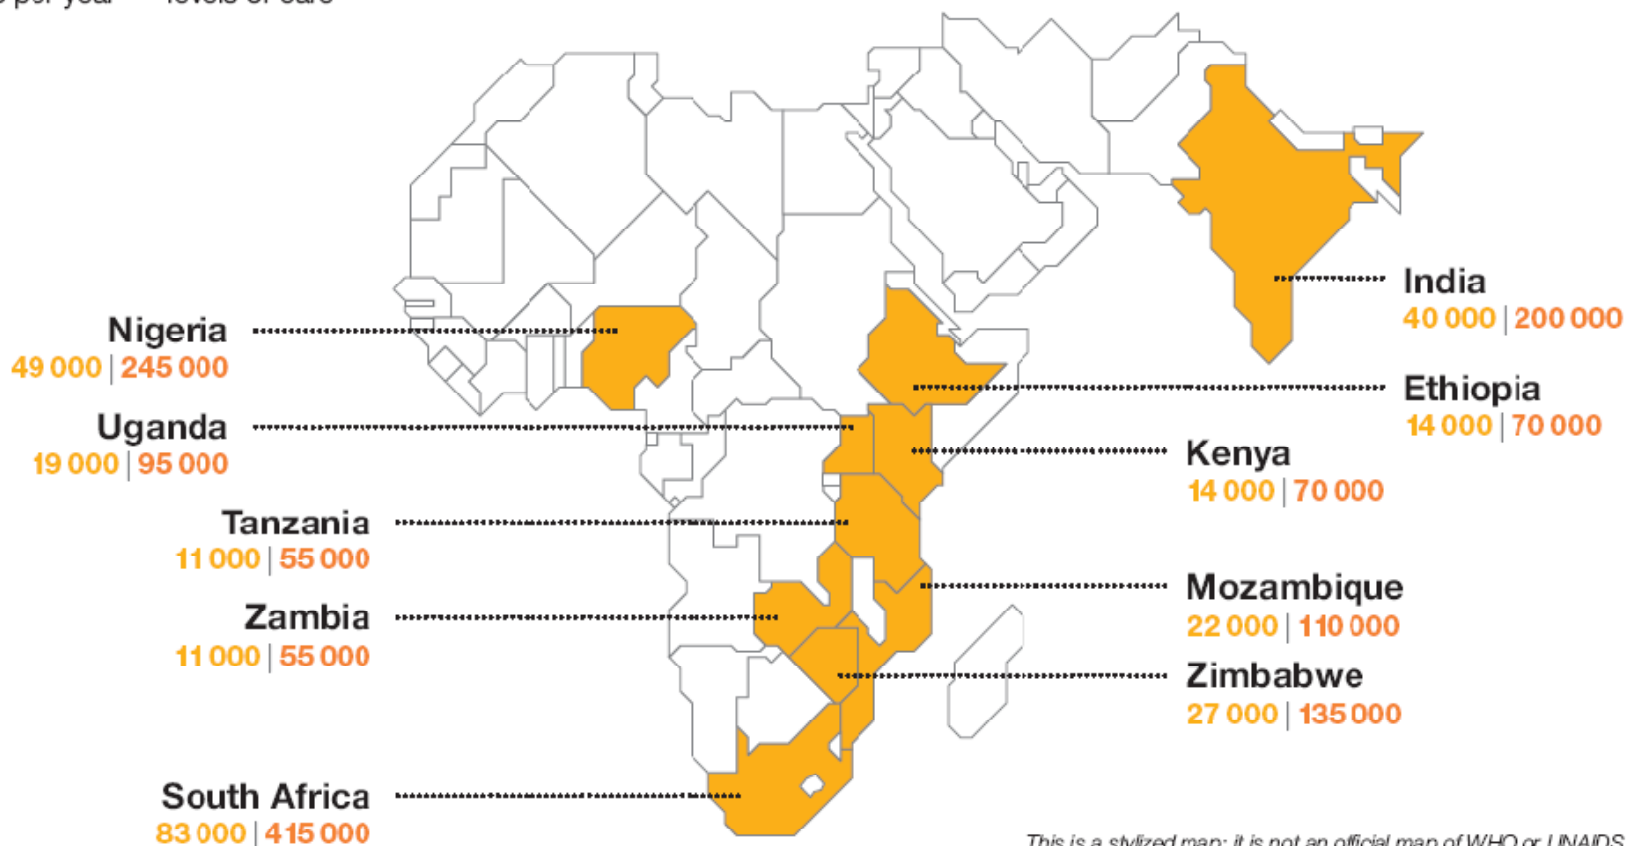 per year levels of care
Nigeria
49 000 | 245 000
Uganda
19 000 | 95 000
Tanzania
11 000 | 55 000
Zambia
11 000 | 55 000
South Africa
83 000 | 415 000
India
40 000 | 200 000
Ethiopia
14 000 | 70 000
Kenya
14 000 | 70 000
Mozambique
22 000 | 110 000
Zimbabwe
27 000 | 135 000
This is a stylized map; it is not an official map of WHO or UNAIDS